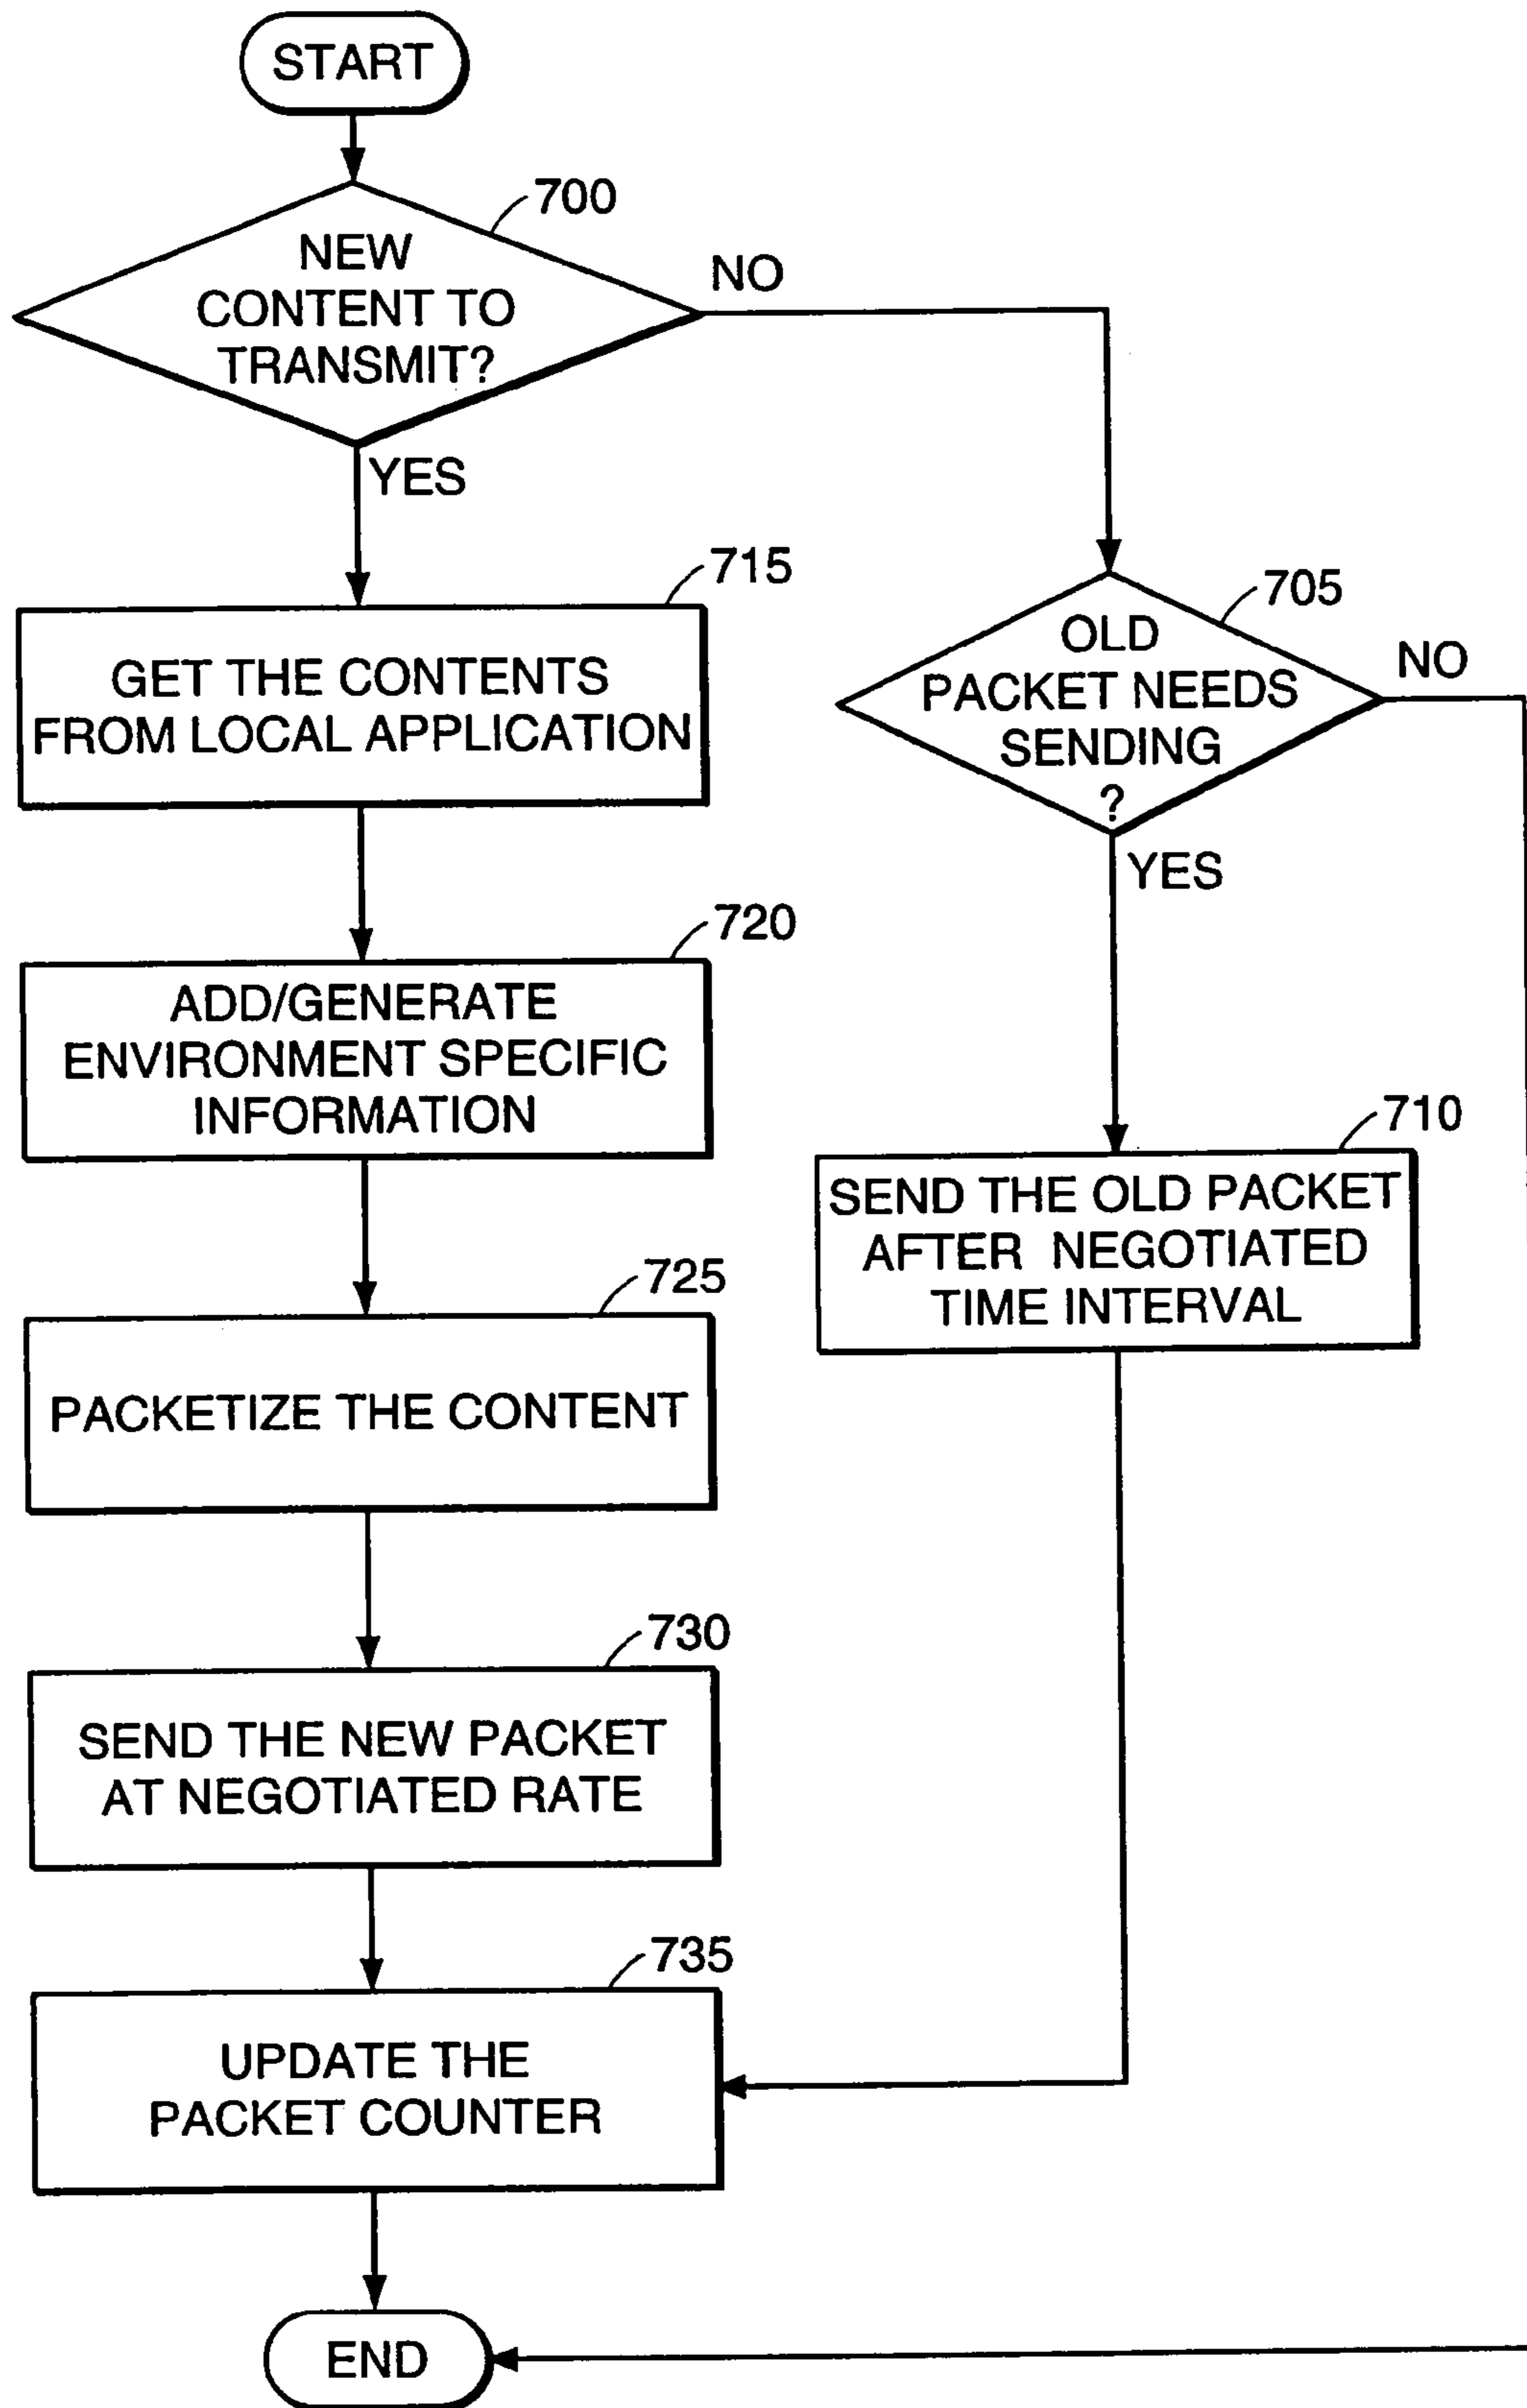 START
700
NEW
CONTENT TO
TRANSMIT?
NO
YES
715
GET THE CONTENTS
FROM LOCAL APPLICATION
705
OLD
PACKET NEEDS
SENDING
?
NO
YES
720
ADD/GENERATE
ENVIRONMENT SPECIFIC
INFORMATION
710
SEND THE OLD PACKET
AFTER NEGOTIATED
TIME INTERVAL
725
PACKETIZE THE CONTENT
730
SEND THE NEW PACKET
AT NEGOTIATED RATE
735
UPDATE THE
PACKET COUNTER
END